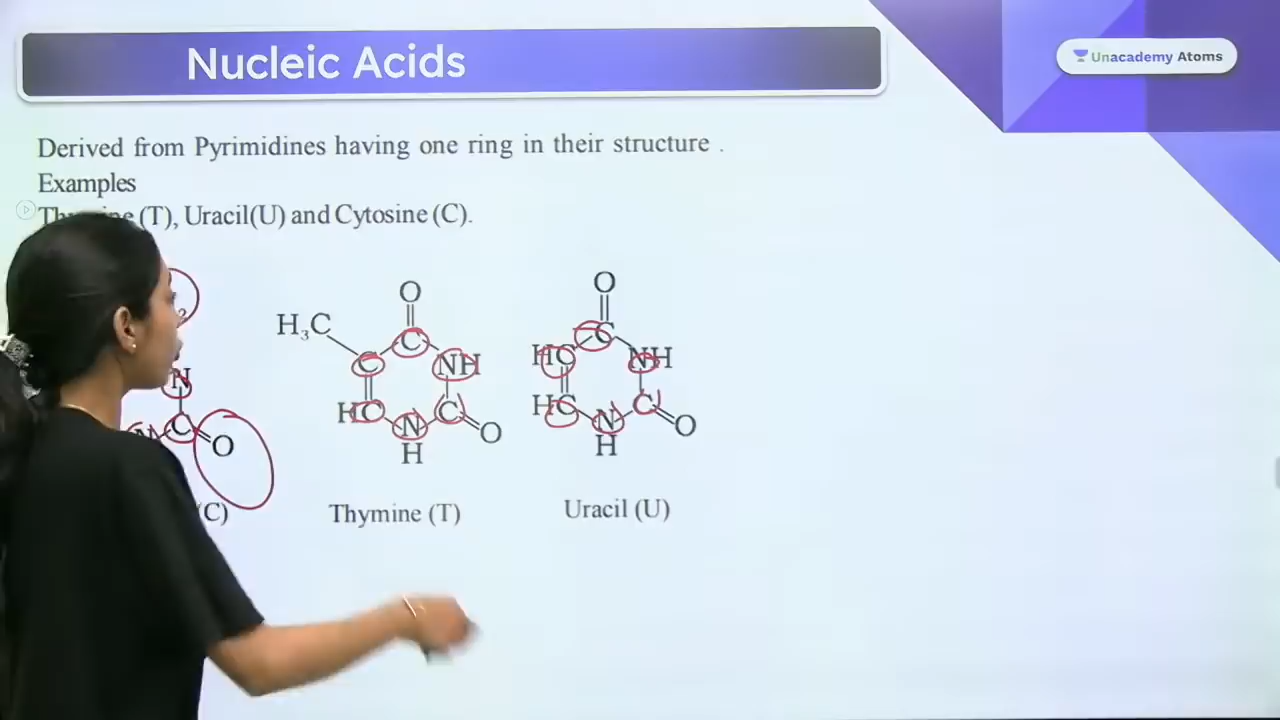 Nucleic Acids
Unacademy Atoms
Derived from Pyrimidines having one ring in their structure .
Examples
(T), Uracil(U) and Cytosine (C).
O
O
H₃C
C
C
C
NH
HC
NH
N
HC
C
HC
C
C
O
N
O
N
O
H
H
(C)
Thymine (T)
Uracil (U)